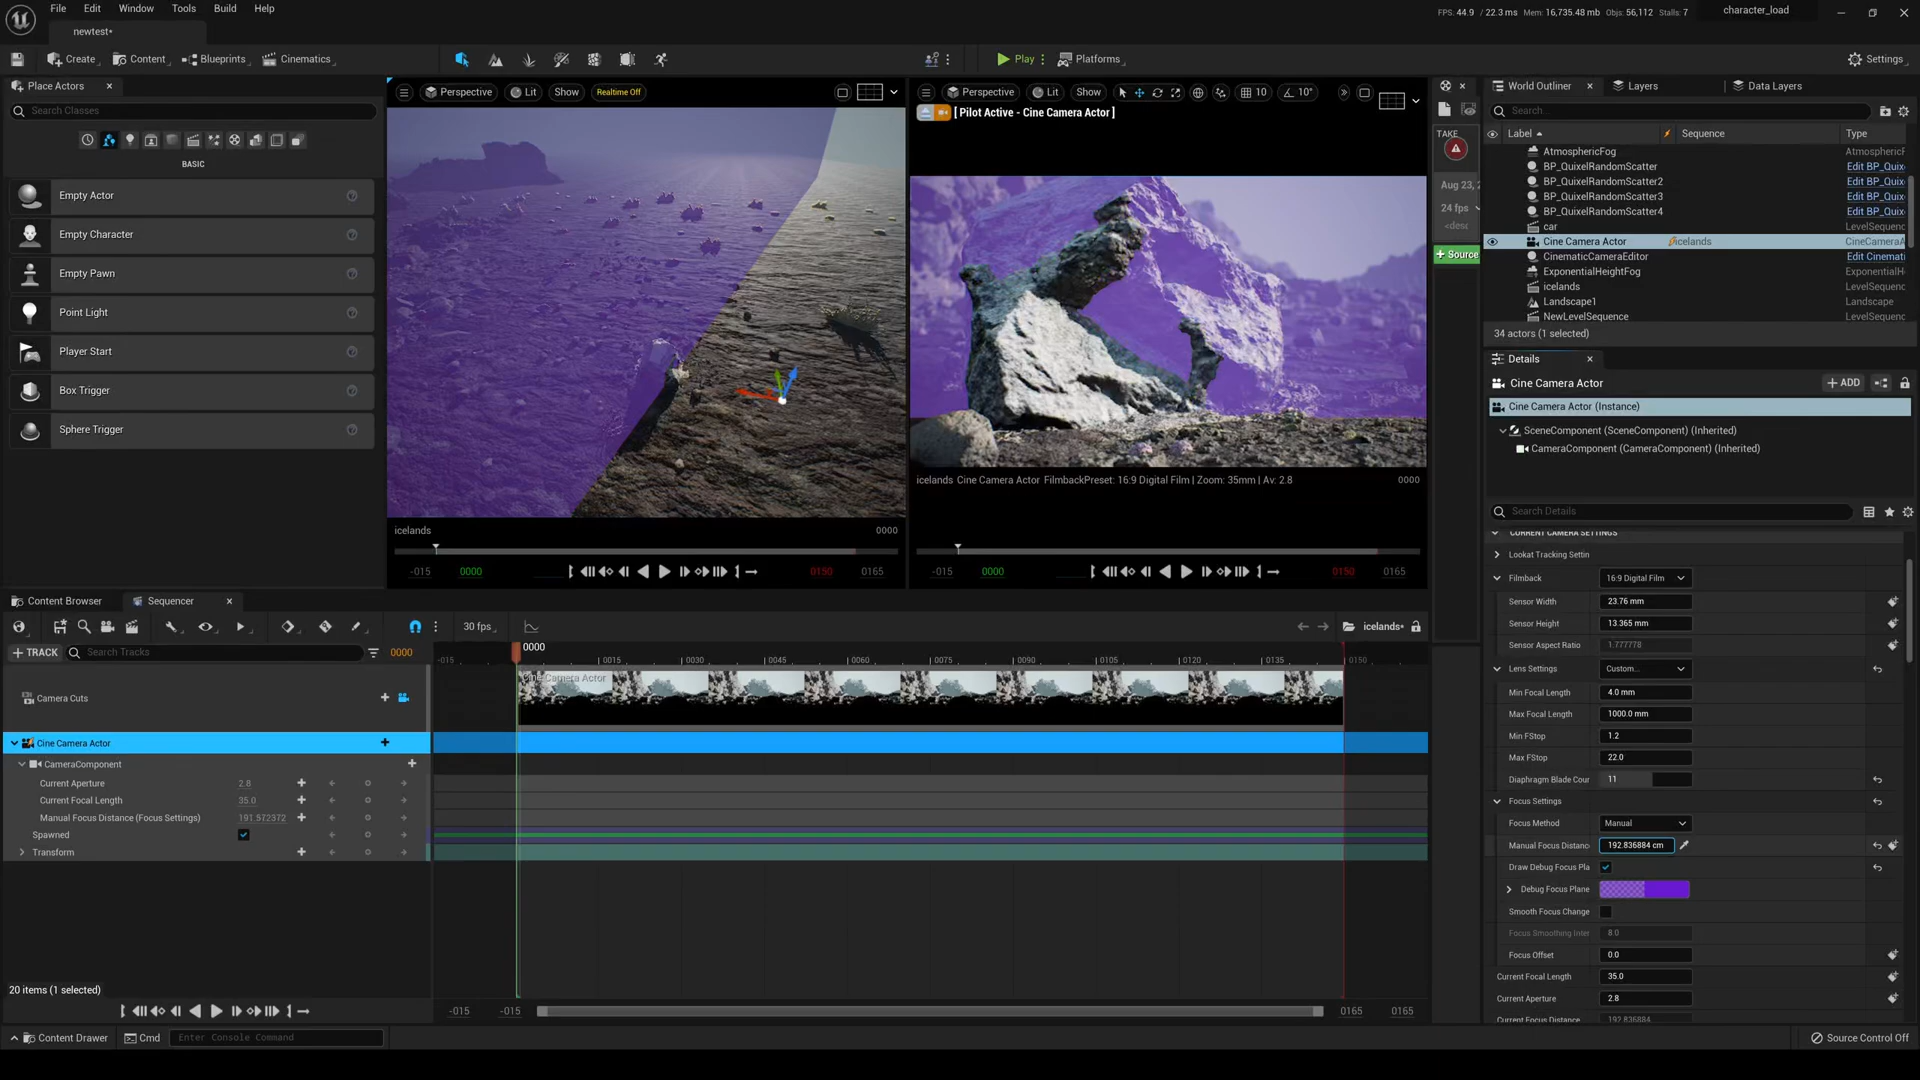 File Edit Window Tools Build Help
FPS: 44.9 / 22.3 ms Mem: 16,735.48 mb Objs: 56,112 Stalls: 7 character_load
newtest•
Create Content Blueprints Cinematics Play Platforms Settings
Place Actors
Search Classes
BASIC
Empty Actor
Empty Character
Empty Pawn
Point Light
Player Start
Box Trigger
Sphere Trigger
Perspective Lit Show Realtime Off
icelands 0000
-015 0000 0150 0165
Perspective Lit Show 10 10°
[ Pilot Active - Cine Camera Actor ]
icelands Cine Camera Actor FilmbackPreset: 16:9 Digital Film | Zoom: 35mm | Av: 2.8 0000
-015 0000 0150 0165
TAKE
Aug 23, 2
24 fps
<desc
+ Source
World Outliner Layers Data Layers
Search...
Label Sequence Type
AtmosphericFog AtmosphericF
BP_QuixelRandomScatter Edit BP_Quix
BP_QuixelRandomScatter2 Edit BP_Quix
BP_QuixelRandomScatter3 Edit BP_Quix
BP_QuixelRandomScatter4 Edit BP_Quix
car LevelSequenc
Cine Camera Actor icelands CineCameraA
CinematicCameraEditor Edit Cinemati
ExponentialHeightFog ExponentialH
icelands LevelSequenc
Landscape1 Landscape
NewLevelSequence LevelSequenc
34 actors (1 selected)
Details
Cine Camera Actor + ADD
Cine Camera Actor (Instance)
SceneComponent (SceneComponent) (Inherited)
CameraComponent (CameraComponent) (Inherited)
Search Details
CURRENT CAMERA SETTINGS
Lookat Tracking Settin
Filmback 16:9 Digital Film
Sensor Width 23.76 mm
Sensor Height 13.365 mm
Sensor Aspect Ratio 1.777778
Lens Settings Custom...
Min Focal Length 4.0 mm
Max Focal Length 1000.0 mm
Min FStop 1.2
Max FStop 22.0
Diaphragm Blade Cour 11
Focus Settings
Focus Method Manual
Manual Focus Distanc 192.836884 cm
Draw Debug Focus Pla
Debug Focus Plane
Smooth Focus Change
Focus Smoothing Inter 8.0
Focus Offset 0.0
Current Focal Length 35.0
Current Aperture 2.8
Current Focus Distance 192.836884
Content Browser Sequencer
30 fps icelands•
+ TRACK Search Tracks 0000
-015 0000 0015 0030 0045 0060 0075 0090 0105 0120 0135 0150
Camera Cuts
Cine Camera Actor
Cine Camera Actor
CameraComponent
Current Aperture 2.8
Current Focal Length 35.0
Manual Focus Distance (Focus Settings) 191.572372
Spawned
Transform
20 items (1 selected)
-015 -015 0165 0165
Content Drawer Cmd Enter Console Command Source Control Off